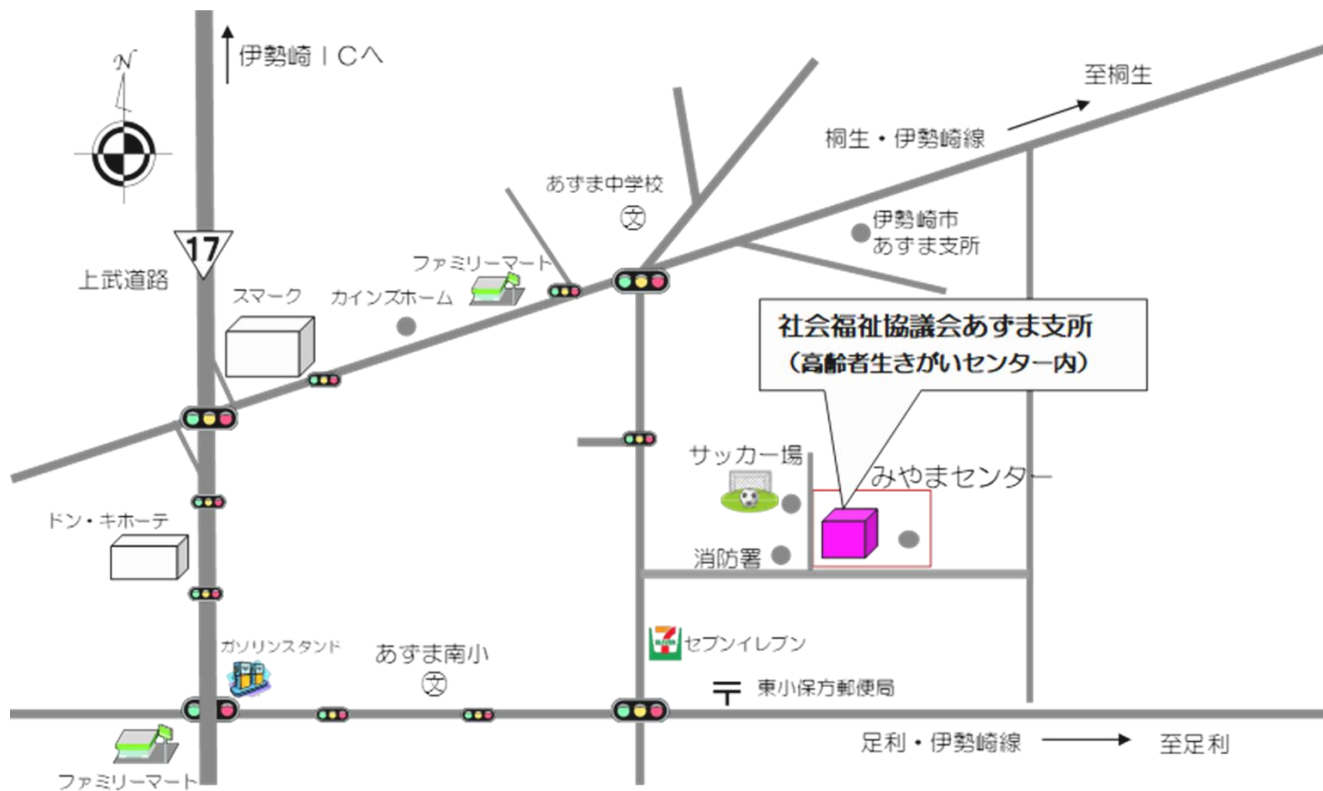 伊勢崎ＩＣへ
N
至桐生
桐生・伊勢崎線
あずま中学校
文
伊勢崎市
あずま支所
17
上武道路
ファミリーマート
スマーク
カインズホーム
社会福祉協議会あずま支所
（高齢者生きがいセンター内）
サッカー場
みやまセンター
ドン・キホーテ
消防署
ガソリンスタンド
あずま南小
文
7
ELEVEN
セブンイレブン
〒
東小保方郵便局
足利・伊勢崎線
至足利
ファミリーマート